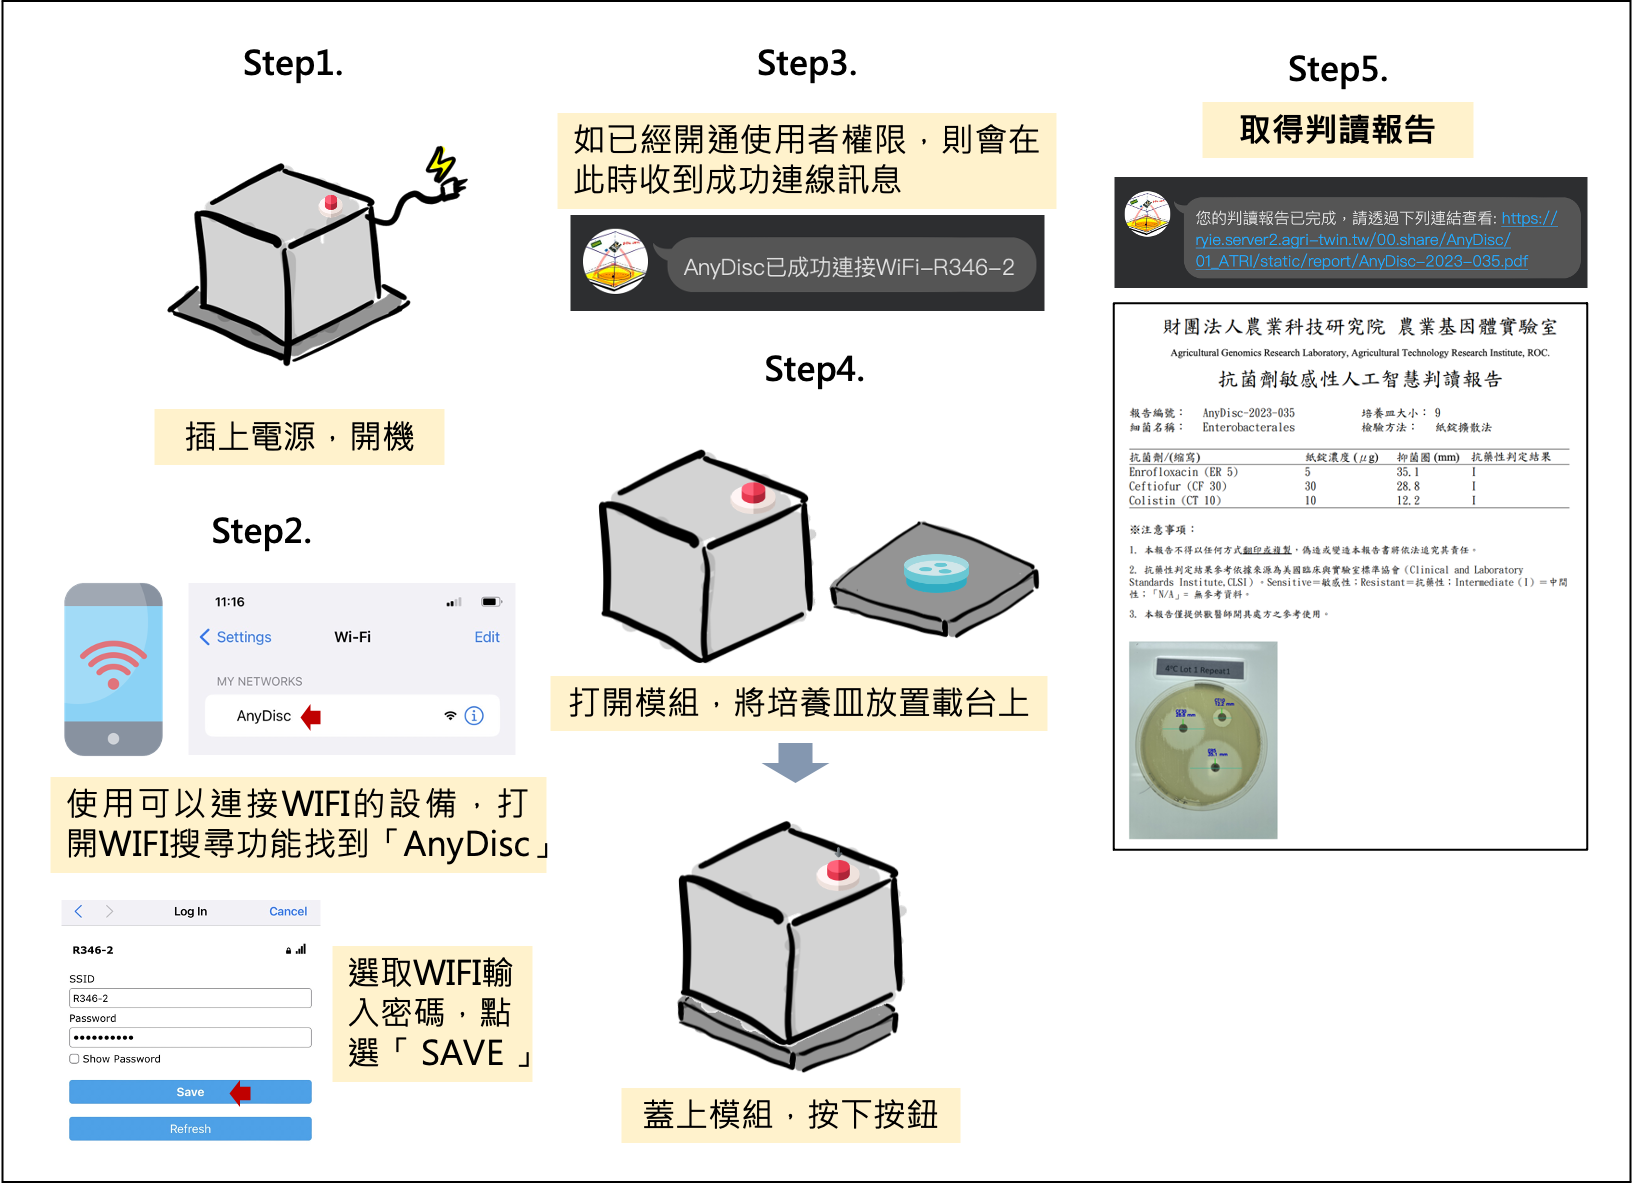 Step1.
插上電源，開機
Step2.
11:16
Settings
Wi-Fi
Edit
MY NETWORKS
AnyDisc
使用可以連接WIFI的設備，打
開WIFI搜尋功能找到「AnyDisc」
Log In
Cancel
R346-2
SSID
R346-2
Password
Show Password
Save
Refresh
選取WIFI輸
入密碼，點
選「 SAVE 」
Step3.
如已經開通使用者權限，則會在
此時收到成功連線訊息
AnyDisc已成功連接WiFi-R346-2
Step4.
打開模組，將培養皿放置載台上
蓋上模組，按下按鈕
Step5.
取得判讀報告
您的判讀報告已完成，請透過下列連結查看: https://
ryie.server2.agri-twin.tw/00.share/AnyDisc/
01_ATRI/static/report/AnyDisc-2023-035.pdf
財團法人農業科技研究院 農業基因體實驗室
Agricultural Genomics Research Laboratory, Agricultural Technology Research Institute, ROC.
抗菌劑敏感性人工智慧判讀報告
報告編號： AnyDisc-2023-035 培養皿大小： 9
細菌名稱： Enterobacterales 檢驗方法： 紙錠擴散法
抗菌劑/(縮寫) 紙錠濃度(μg) 抑菌圈(mm) 抗藥性判定結果
Enrofloxacin (ER 5) 5 35.1 I
Ceftiofur (CF 30) 30 28.8 I
Colistin (CT 10) 10 12.2 I
※注意事項：
1. 本報告不得以任何方式翻印或複製，偽造或變造本報告書將依法追究其責任。
2. 抗藥性判定結果參考依據來源為美國臨床與實驗室標準協會(Clinical and Laboratory
Standards Institute,CLSI)。Sensitive＝敏感性；Resistant＝抗藥性；Intermediate（I）＝中間
性；「N/A」= 無參考資料。
3. 本報告僅提供獸醫師開具處方之參考使用。
4°C Lot 1 Repeat1
CT10
12.2 mm
CF30
28.8 mm
35.1 mm